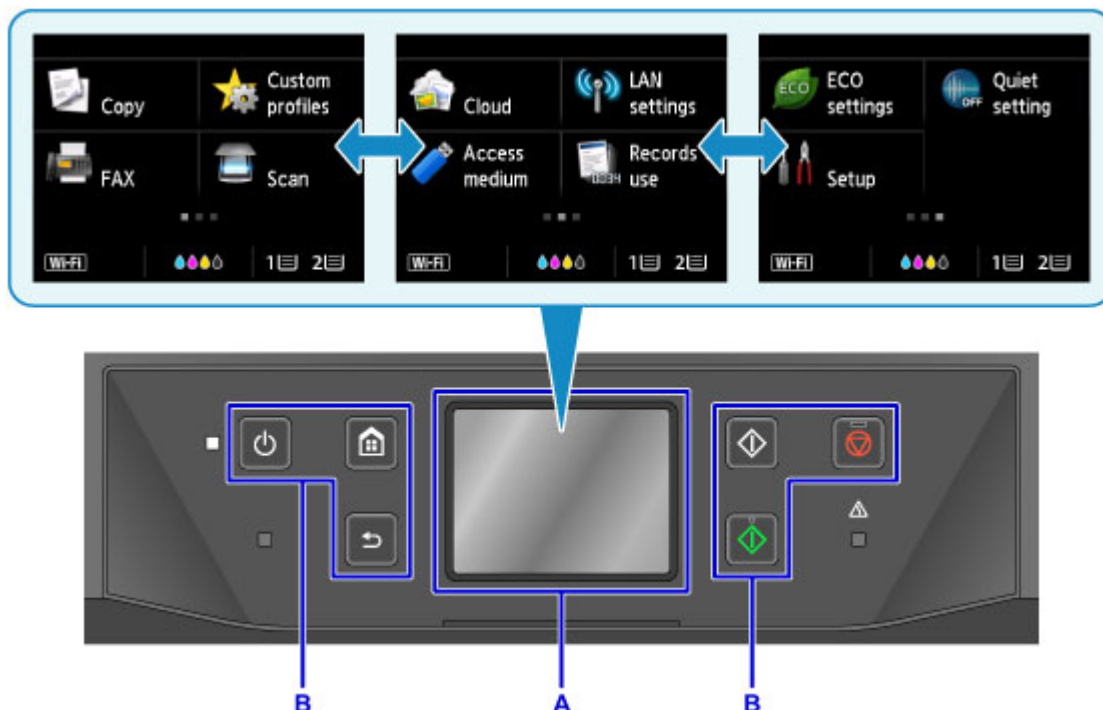 Copy
Custom
profiles
FAX
Scan
Wi-Fi
1 2
Cloud
LAN
settings
Access
medium
Records
use
Wi-Fi
1 2
ECO
ECO
settings
OFF
Quiet
setting
Setup
Wi-Fi
1 2
B
A
B